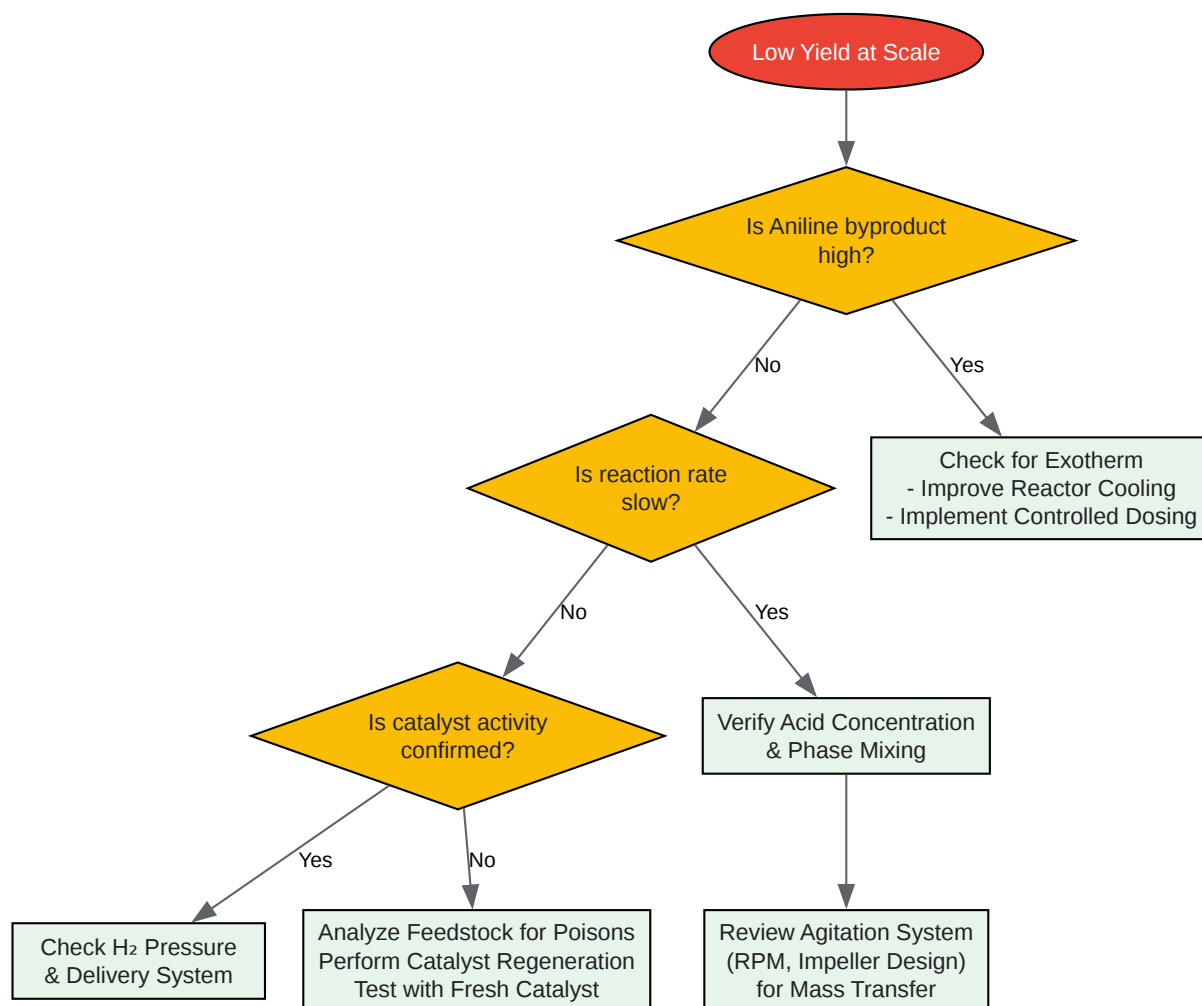 Low Yield at Scale
Is Aniline byproduct
high?
No
Yes
Is reaction rate
slow?
Check for Exotherm
- Improve Reactor Cooling
- Implement Controlled Dosing
No
Yes
Is catalyst activity
confirmed?
Verify Acid Concentration
& Phase Mixing
Yes
No
Check H₂ Pressure
& Delivery System
Analyze Feedstock for Poisons
Perform Catalyst Regeneration
Test with Fresh Catalyst
Review Agitation System
(RPM, Impeller Design)
for Mass Transfer